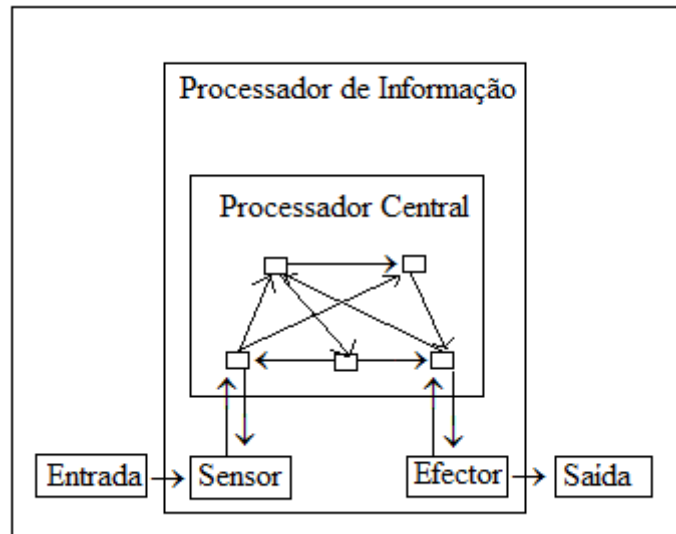 Processador de Informação
Processador Central
Entrada
Sensor
Efector
Saída